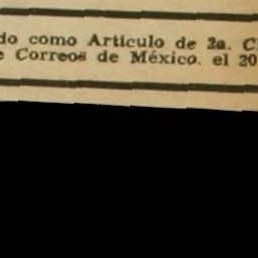 do como Articulo de 2a.
Correos de México. el 20